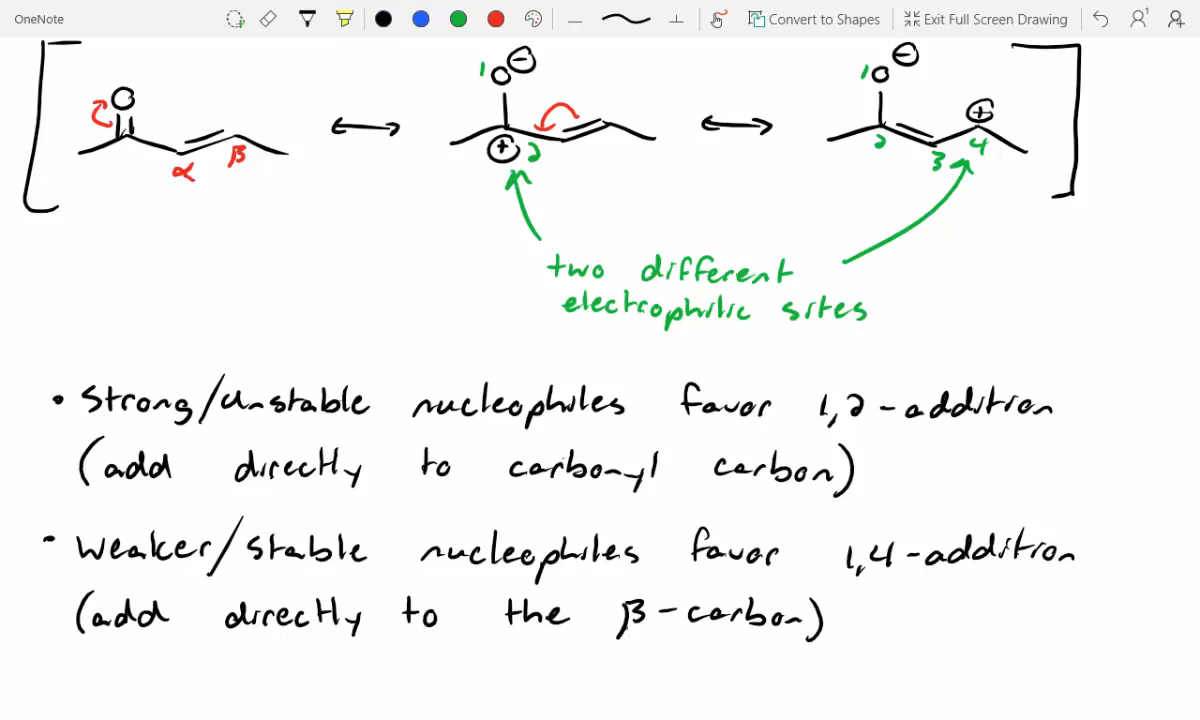 OneNote
Convert to Shapes
Exit Full Screen Drawing
O
α
β
1 O ⊖
⊕ 2
1 O ⊖
⊕
2
3
4
two different
electrophilic sites
• Strong/unstable nucleophiles favor 1,2-addition
(add directly to carbonyl carbon)
• Weaker/stable nucleophiles favor 1,4-addition
(add directly to the β-carbon)